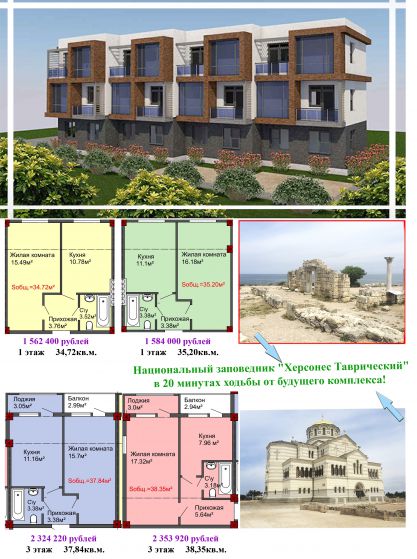 Жилая комната
15.49м²
Кухня
10.78м²
Sобщ.=34.72м²
С\у
3.52м²
Прихожая
3.76м²
Кухня
11.1м²
Жилая комната
16.18м²
Sобщ.=35.20м²
С\у
3.38м²
Прихожая
3.38м²
1 562 400 рублей
1 этаж 34,72кв.м.
1 584 000 рублей
1 этаж 35,20кв.м.
Национальный заповедник "Херсонес Таврический"
в 20 минутах ходьбы от будущего комплекса!
Лоджия
3.05м²
Балкон
2.99м²
Кухня
11.16м²
Жилая комната
15.7м²
Sобщ.=37.84м²
С\у
3.38м²
Прихожая
3.38м²
Лоджия
3.0м²
Балкон
2.94м²
Жилая комната
17.32м²
Кухня
7.96 м²
Sобщ.=38.35м²
С\у
3.18м²
Прихожая
5.64м²
2 324 220 рублей
3 этаж 37,84кв.м.
2 353 920 рублей
3 этаж 38,35кв.м.